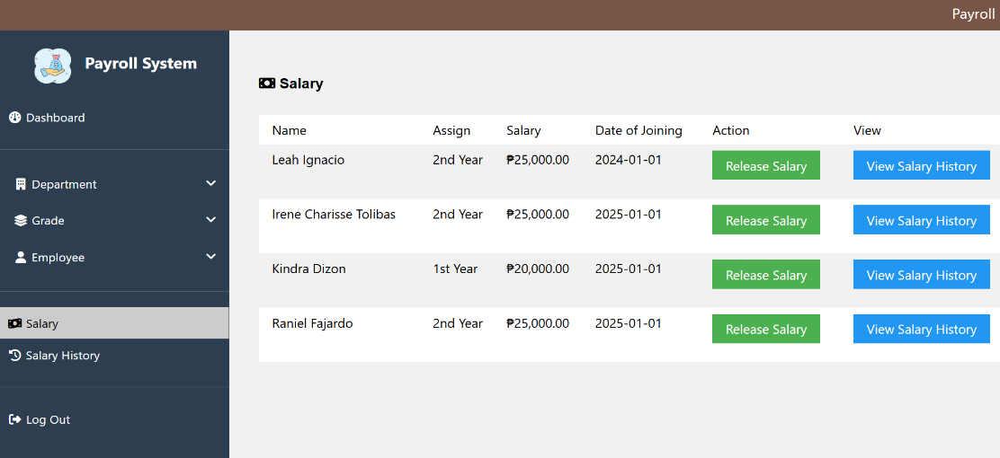 Payroll
Payroll System
Dashboard
Department
Grade
Employee
Salary
Salary History
Log Out
Salary
Name Assign Salary Date of Joining Action View
Leah Ignacio 2nd Year ₱25,000.00 2024-01-01 Release Salary View Salary History
Irene Charisse Tolibas 2nd Year ₱25,000.00 2025-01-01 Release Salary View Salary History
Kindra Dizon 1st Year ₱20,000.00 2025-01-01 Release Salary View Salary History
Raniel Fajardo 2nd Year ₱25,000.00 2025-01-01 Release Salary View Salary History